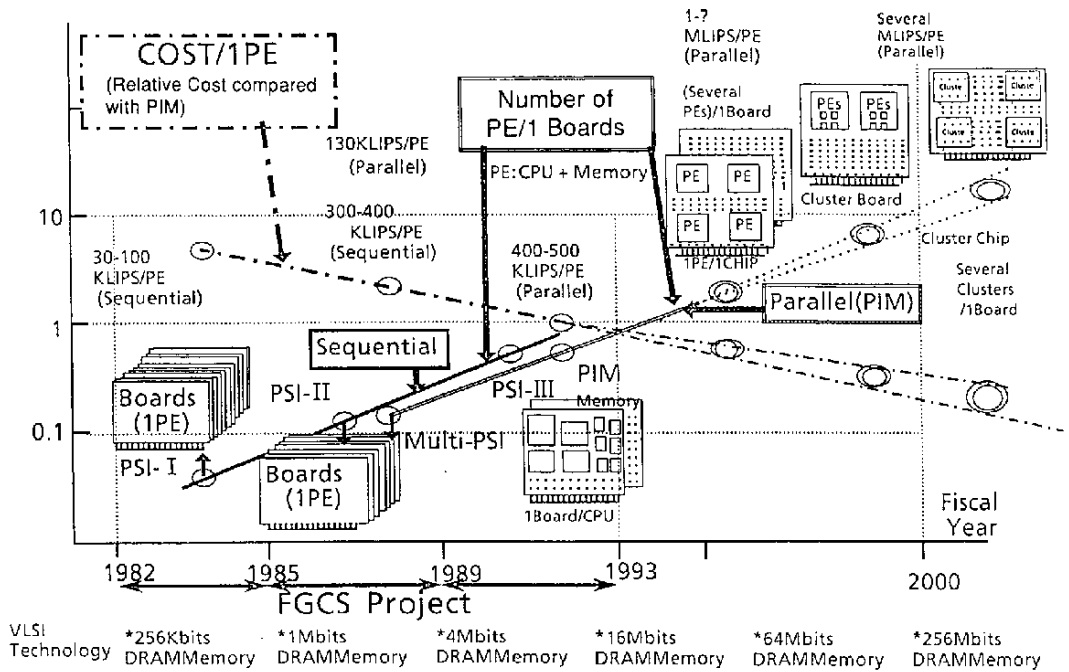 COST/1PE
(Relative Cost compared
with PIM)
130KLIPS/PE
(Parallel)
300-400
KLIPS/PE
(Sequential)
30-100
KLIPS/PE
(Sequential)
Number of
PE/1 Boards
PE:CPU + Memory
400-500
KLIPS/PE
(Parallel)
1-?
MLIPS/PE
(Parallel)
(Several
PEs)/1Board
PE PE
PE PE
1PE/1CHIP
PEs PEs
Cluster Board
Several
MLIPS/PE
(Parallel)
Cluste Cluste
Cluste Cluste
Cluster Chip
Several
Clusters
/1Board
10
1
0.1
Parallel(PIM)
Sequential
Boards
(1PE)
PSI-I
PSI-II
Boards
(1PE)
Multi-PSI
PSI-III
PIM
Memory
1Board/CPU
Fiscal
Year
1982
1985
1989
1993
2000
FGCS Project
VLSI
Technology
*256Kbits
DRAMMemory
*1Mbits
DRAMMemory
*4Mbits
DRAMMemory
*16Mbits
DRAMMemory
*64Mbits
DRAMMemory
*256Mbits
DRAMMemory